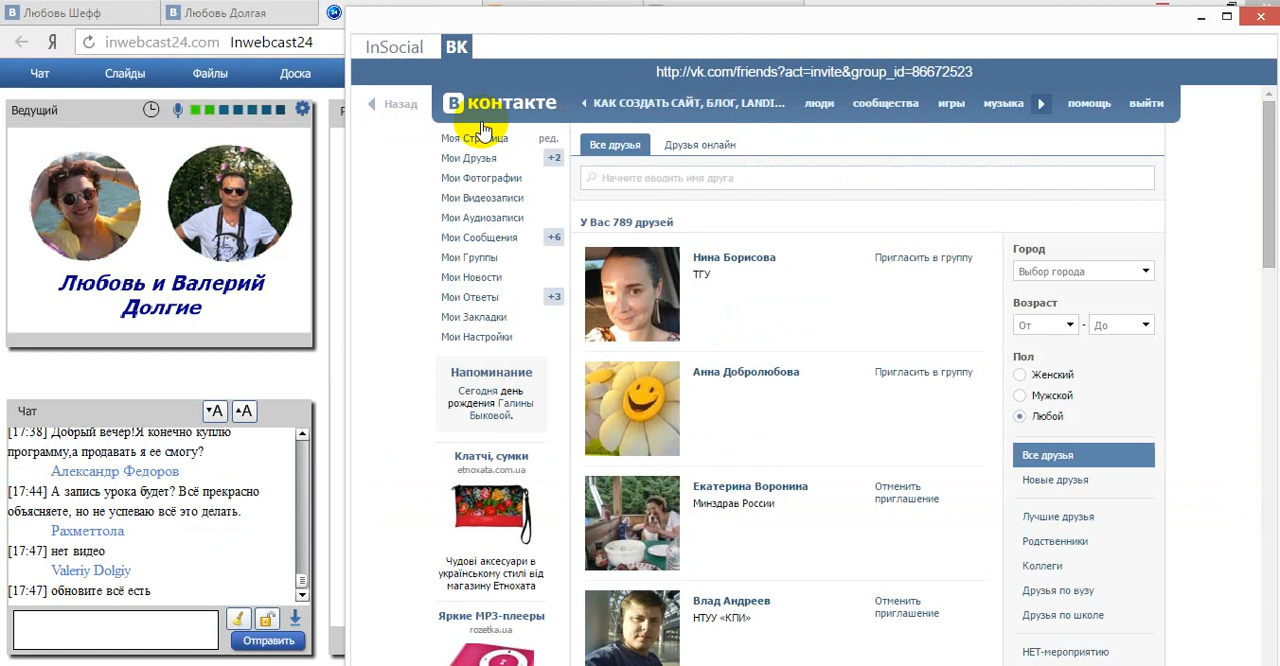 Любовь Шефф
Любовь Долгая
inwebcast24.com Inwebcast24
Чат Слайды Файлы Доска
Ведущий
Любовь и Валерий
Долгие
Чат
[17:38] Добрый вечер!Я конечно куплю
программу,а продавать я ее смогу?
Александр Федоров
[17:44] А запись урока будет? Всё прекрасно
объясняете, но не успеваю всё это делать.
Рахметтола
[17:47] нет видео
Valeriy Dolgiy
[17:47] обновите всё есть
Отправить
InSocial ВК
http://vk.com/friends?act=invite&group_id=86672523
Назад
В контакте
КАК СОЗДАТЬ САЙТ, БЛОГ, LANDI...
люди сообщества игры музыка помощь выйти
Моя Страница ред.
Мои Друзья +2
Мои Фотографии
Мои Видеозаписи
Мои Аудиозаписи
Мои Сообщения +6
Мои Группы
Мои Новости
Мои Ответы +3
Мои Закладки
Мои Настройки
Напоминание
Сегодня день
рождения Галины
Быковой.
Клатчі, сумки
etnoxata.com.ua
Чудові аксесуари в
українському стилі від
магазину Етнохата
Яркие MP3-плееры
rozetka.ua
Все друзья Друзья онлайн
Начните вводить имя друга
У Вас 789 друзей
Нина Борисова
ТГУ
Пригласить в группу
Анна Добролюбова
Пригласить в группу
Екатерина Воронина
Минздрав России
Отменить
приглашение
Влад Андреев
НТУУ «КПИ»
Отменить
приглашение
Город
Выбор города
Возраст
От - До
Пол
Женский
Мужской
Любой
Все друзья
Новые друзья
Лучшие друзья
Родственники
Коллеги
Друзья по вузу
Друзья по школе
НЕТ-мероприятию